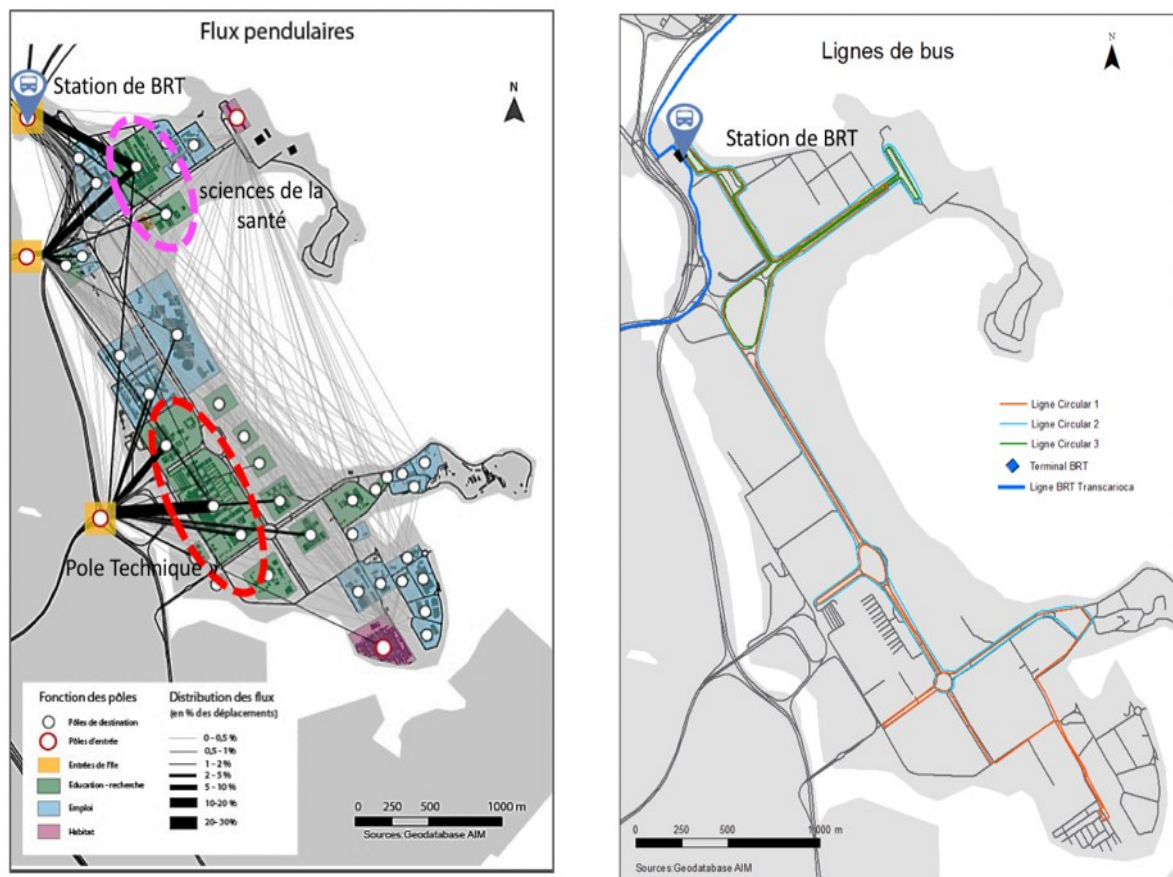 Flux pendulaires
Station de BRT
N
sciences de la
santé
Pole Technique
Fonction des pôles
Pôles de destination
Pôles d'entrée
Entrées de l'île
Education - recherche
Emploi
Habitat
Distribution des flux
(en % des déplacements)
0 - 0,5 %
0,5 - 1%
1 - 2 %
2 - 5 %
5 - 10 %
10-20 %
20- 30%
0 250 500 1000 m
Sources:Geodatabase AIM
Lignes de bus
N
Station de BRT
Ligne Circular 1
Ligne Circular 2
Ligne Circular 3
Terminal BRT
Ligne BRT Transcarioca
0 250 500 1 000 m
Sources:Geodatabase AIM